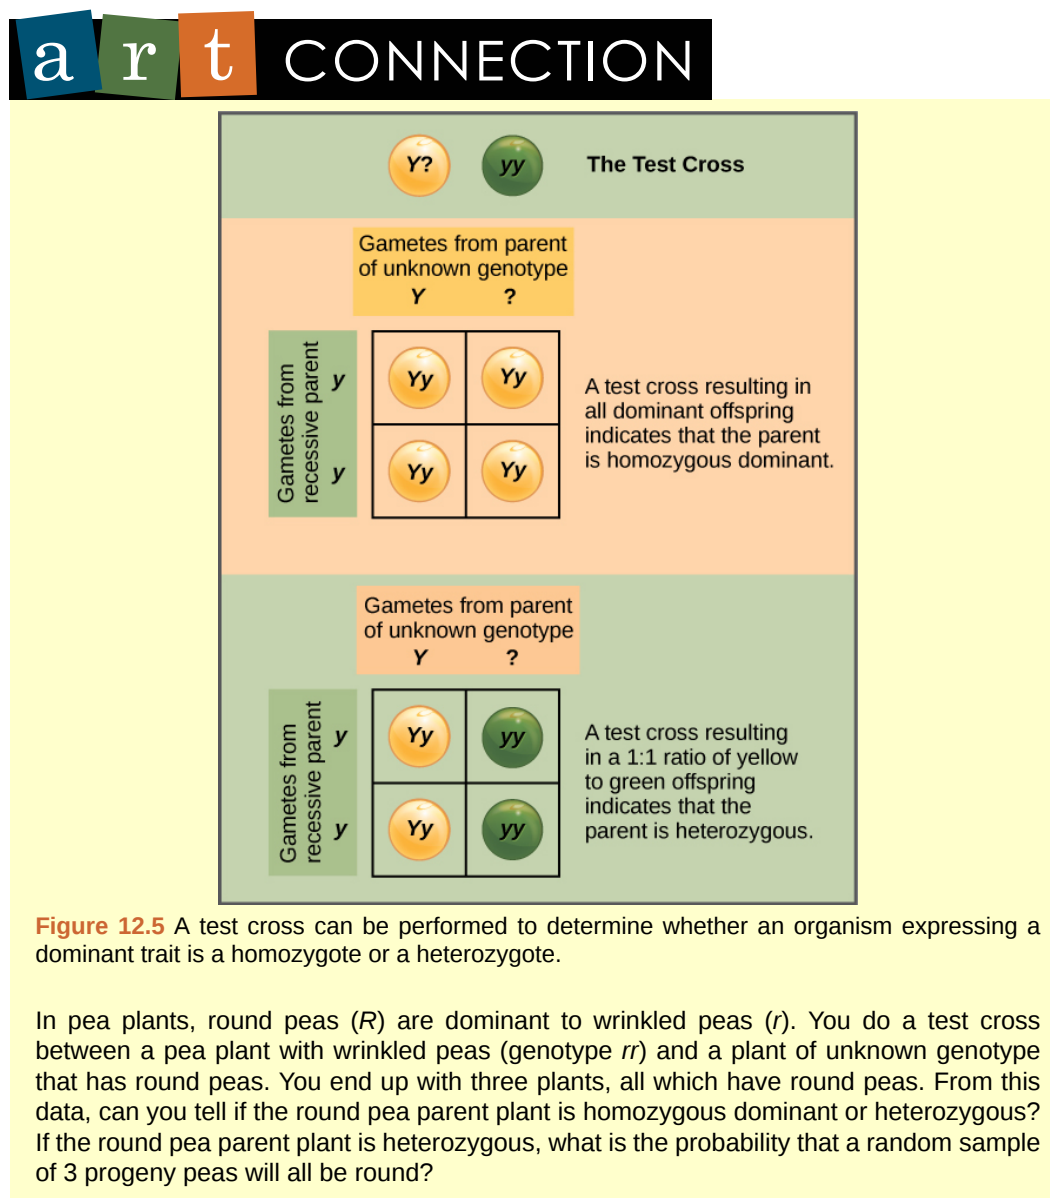 art CONNECTION
Y? yy The Test Cross
Gametes from parent
of unknown genotype
Y ?
Gametes from
recessive parent
y
y
Yy Yy
Yy Yy
A test cross resulting in
all dominant offspring
indicates that the parent
is homozygous dominant.
Gametes from parent
of unknown genotype
Y ?
Gametes from
recessive parent
y
y
Yy yy
Yy yy
A test cross resulting
in a 1:1 ratio of yellow
to green offspring
indicates that the
parent is heterozygous.
Figure 12.5 A test cross can be performed to determine whether an organism expressing a
dominant trait is a homozygote or a heterozygote.
In pea plants, round peas (R) are dominant to wrinkled peas (r). You do a test cross
between a pea plant with wrinkled peas (genotype rr) and a plant of unknown genotype
that has round peas. You end up with three plants, all which have round peas. From this
data, can you tell if the round pea parent plant is homozygous dominant or heterozygous?
If the round pea parent plant is heterozygous, what is the probability that a random sample
of 3 progeny peas will all be round?